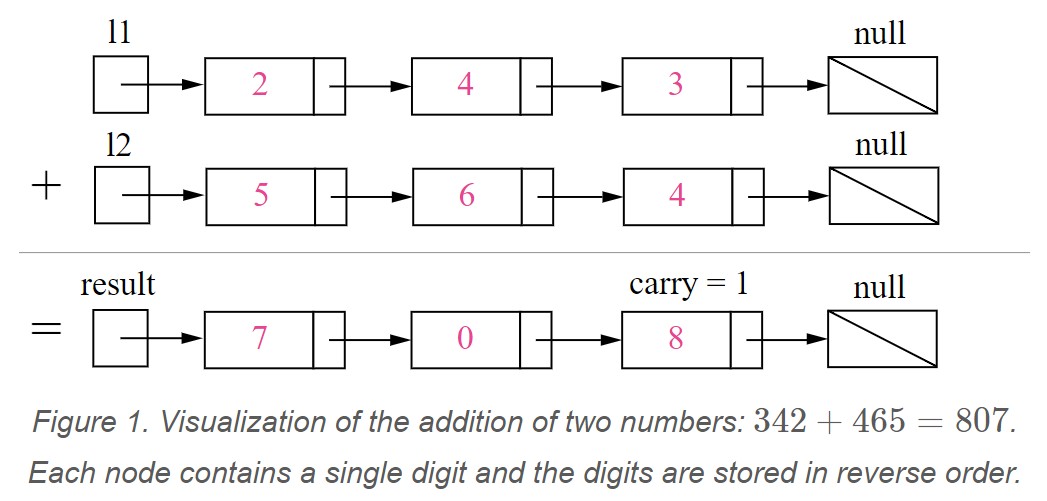 l1
null
2 4 3
l2
null
+ 5 6 4
result
carry = 1
null
= 7 0 8
Figure 1. Visualization of the addition of two numbers: 342 + 465 = 807.
Each node contains a single digit and the digits are stored in reverse order.